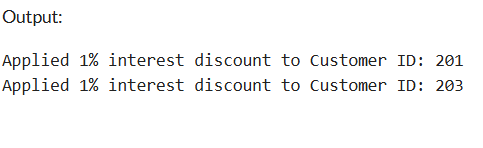 Output:
Applied 1% interest discount to Customer ID: 201
Applied 1% interest discount to Customer ID: 203